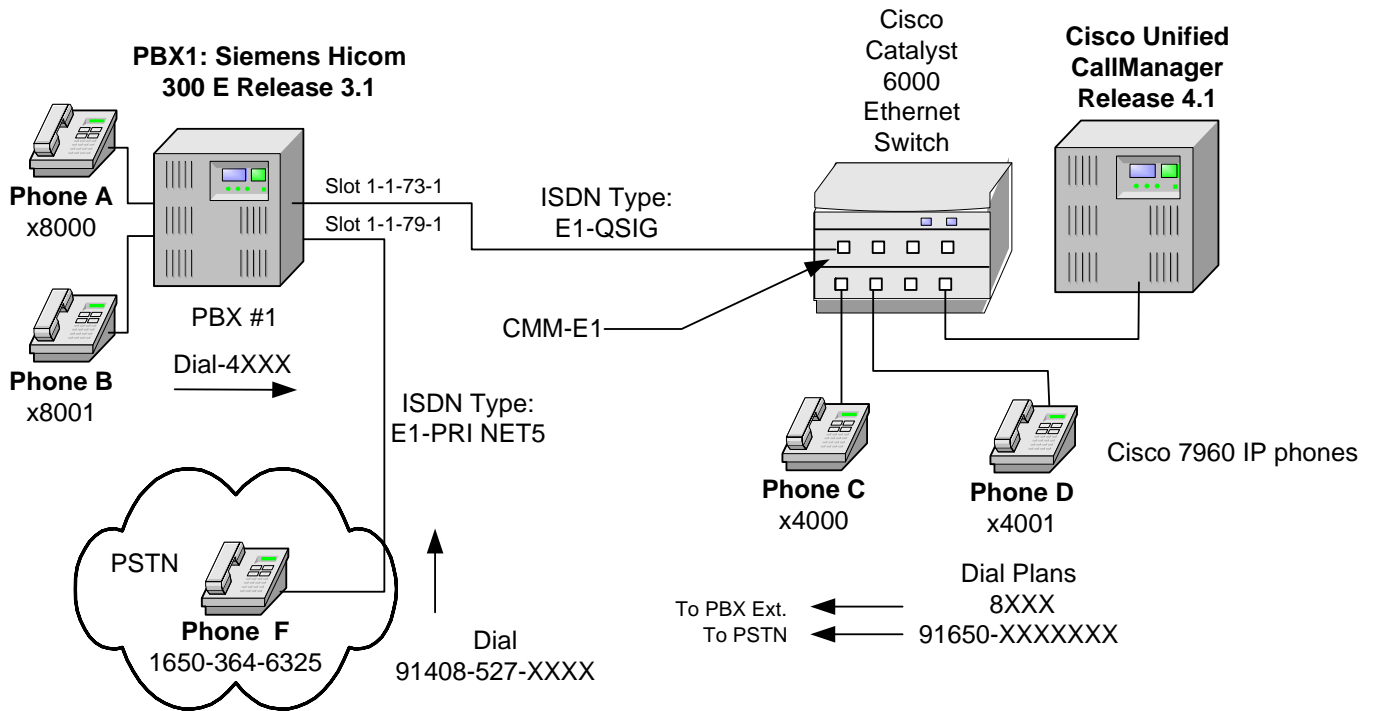 PBX1: Siemens Hicom
300 E Release 3.1
Phone A
x8000
Phone B
x8001
PBX #1
Dial-4XXX
Slot 1-1-73-1
Slot 1-1-79-1
ISDN Type:
E1-QSIG
CMM-E1
ISDN Type:
E1-PRI NET5
Cisco
Catalyst
6000
Ethernet
Switch
Cisco Unified
CallManager
Release 4.1
Phone C
x4000
Phone D
x4001
Cisco 7960 IP phones
PSTN
Phone F
1650-364-6325
Dial
91408-527-XXXX
Dial Plans
To PBX Ext.
8XXX
To PSTN
91650-XXXXXXX